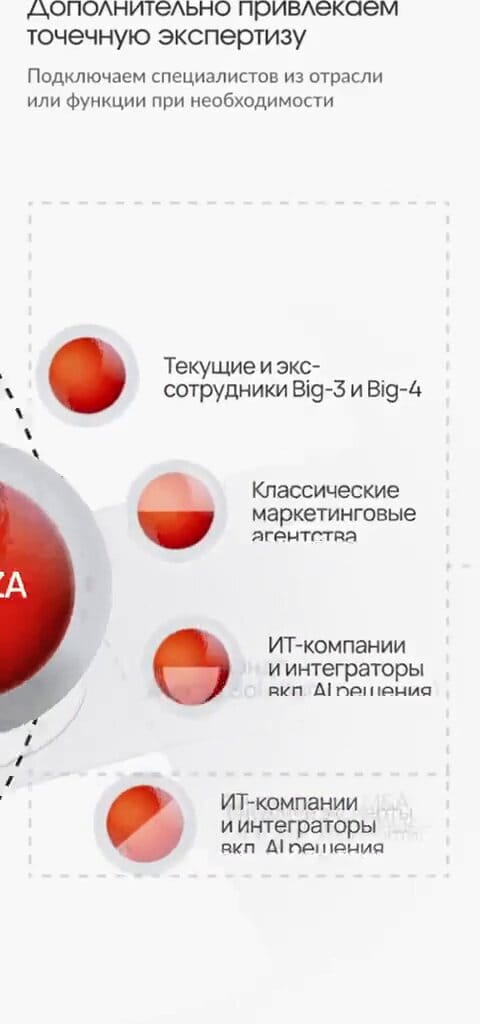 Дополнительно привлекаем
точечную экспертизу
Подключаем специалистов из отрасли
или функции при необходимости
Текущие и экс-
сотрудники Big-3 и Big-4
Классические
маркетинговые
агентства
ZA
ИТ-компании
и интеграторы
вкл. AI решения
ИТ-компании
и интеграторы
вкл. AI решения